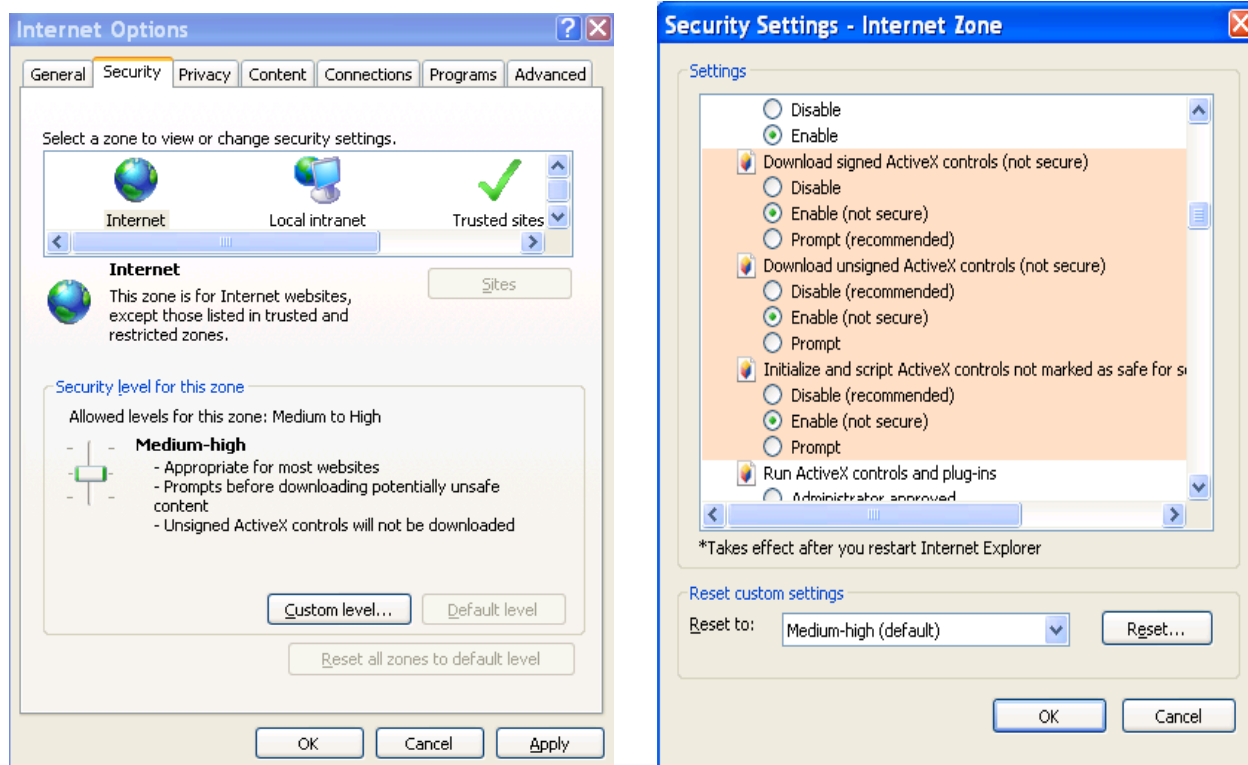 Internet Options
General Security Privacy Content Connections Programs Advanced
Select a zone to view or change security settings.
Internet Local intranet Trusted sites
Internet
Sites
This zone is for Internet websites,
except those listed in trusted and
restricted zones.
Security level for this zone
Allowed levels for this zone: Medium to High
Medium-high
- Appropriate for most websites
- Prompts before downloading potentially unsafe
content
- Unsigned ActiveX controls will not be downloaded
Custom level... Default level
Reset all zones to default level
OK Cancel Apply
Security Settings - Internet Zone
Settings
Disable
Enable
Download signed ActiveX controls (not secure)
Disable
Enable (not secure)
Prompt (recommended)
Download unsigned ActiveX controls (not secure)
Disable (recommended)
Enable (not secure)
Prompt
Initialize and script ActiveX controls not marked as safe for
Disable (recommended)
Enable (not secure)
Prompt
Run ActiveX controls and plug-ins
Administrator approved
*Takes effect after you restart Internet Explorer
Reset custom settings
Reset to: Medium-high (default) Reset...
OK Cancel